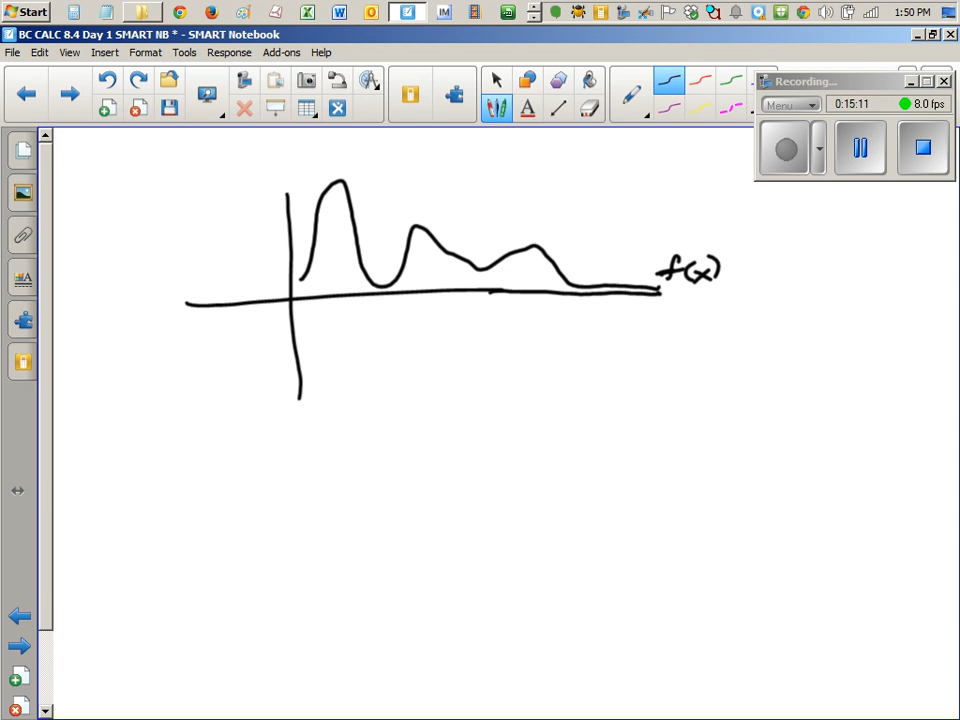 Start
1:50 PM
BC CALC 8.4 Day 1 SMART NB * - SMART Notebook
File Edit View Insert Format Tools Response Add-ons Help
Recording...
Menu 0:15:11 8.0 fps
f(x)